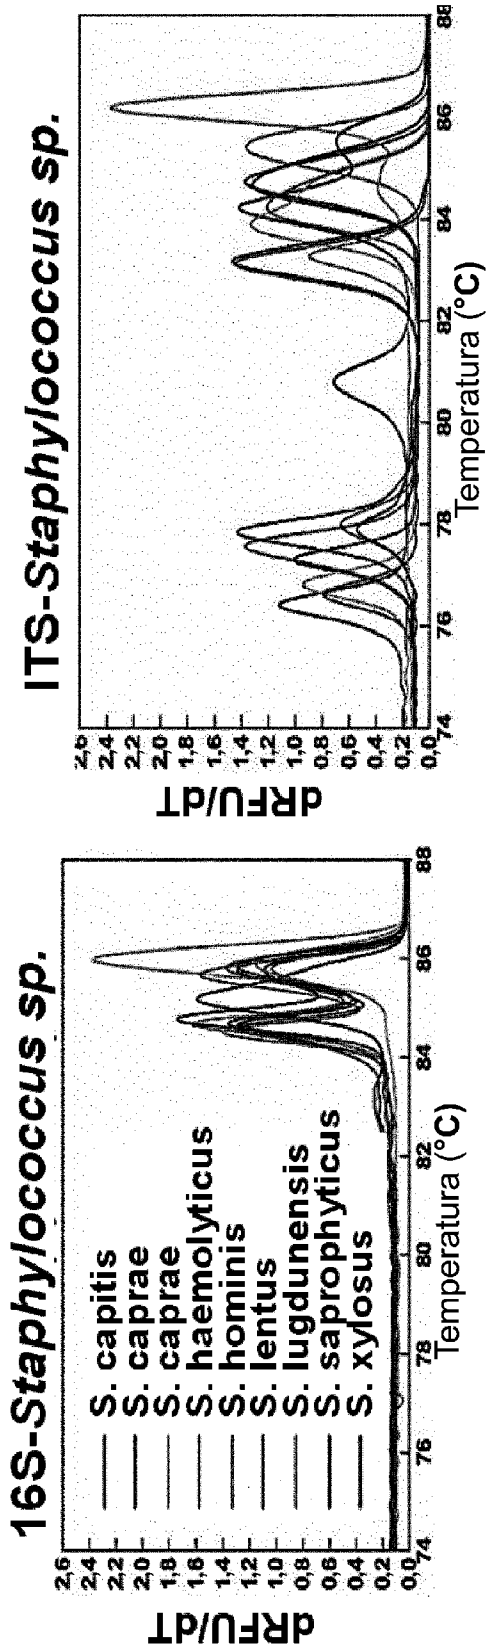 16S-Staphylococcus sp.
dRFU/dT
2,6
2,4
2,2
2,0
1,8
1,6
1,4
1,2
1,0
0,8
0,6
0,4
0,2
0,0
S. capitis
S. caprae
S. caprae
S. haemolyticus
S. hominis
S. lentus
S. lugdunensis
S. saprophyticus
S. xylosus
74 76 78 80 82 84 86 88
Temperatura (°C)
ITS-Staphylococcus sp.
dRFU/dT
2,6
2,4
2,2
2,0
1,8
1,6
1,4
1,2
1,0
0,8
0,6
0,4
0,2
0,0
74 76 78 80 82 84 86 88
Temperatura (°C)